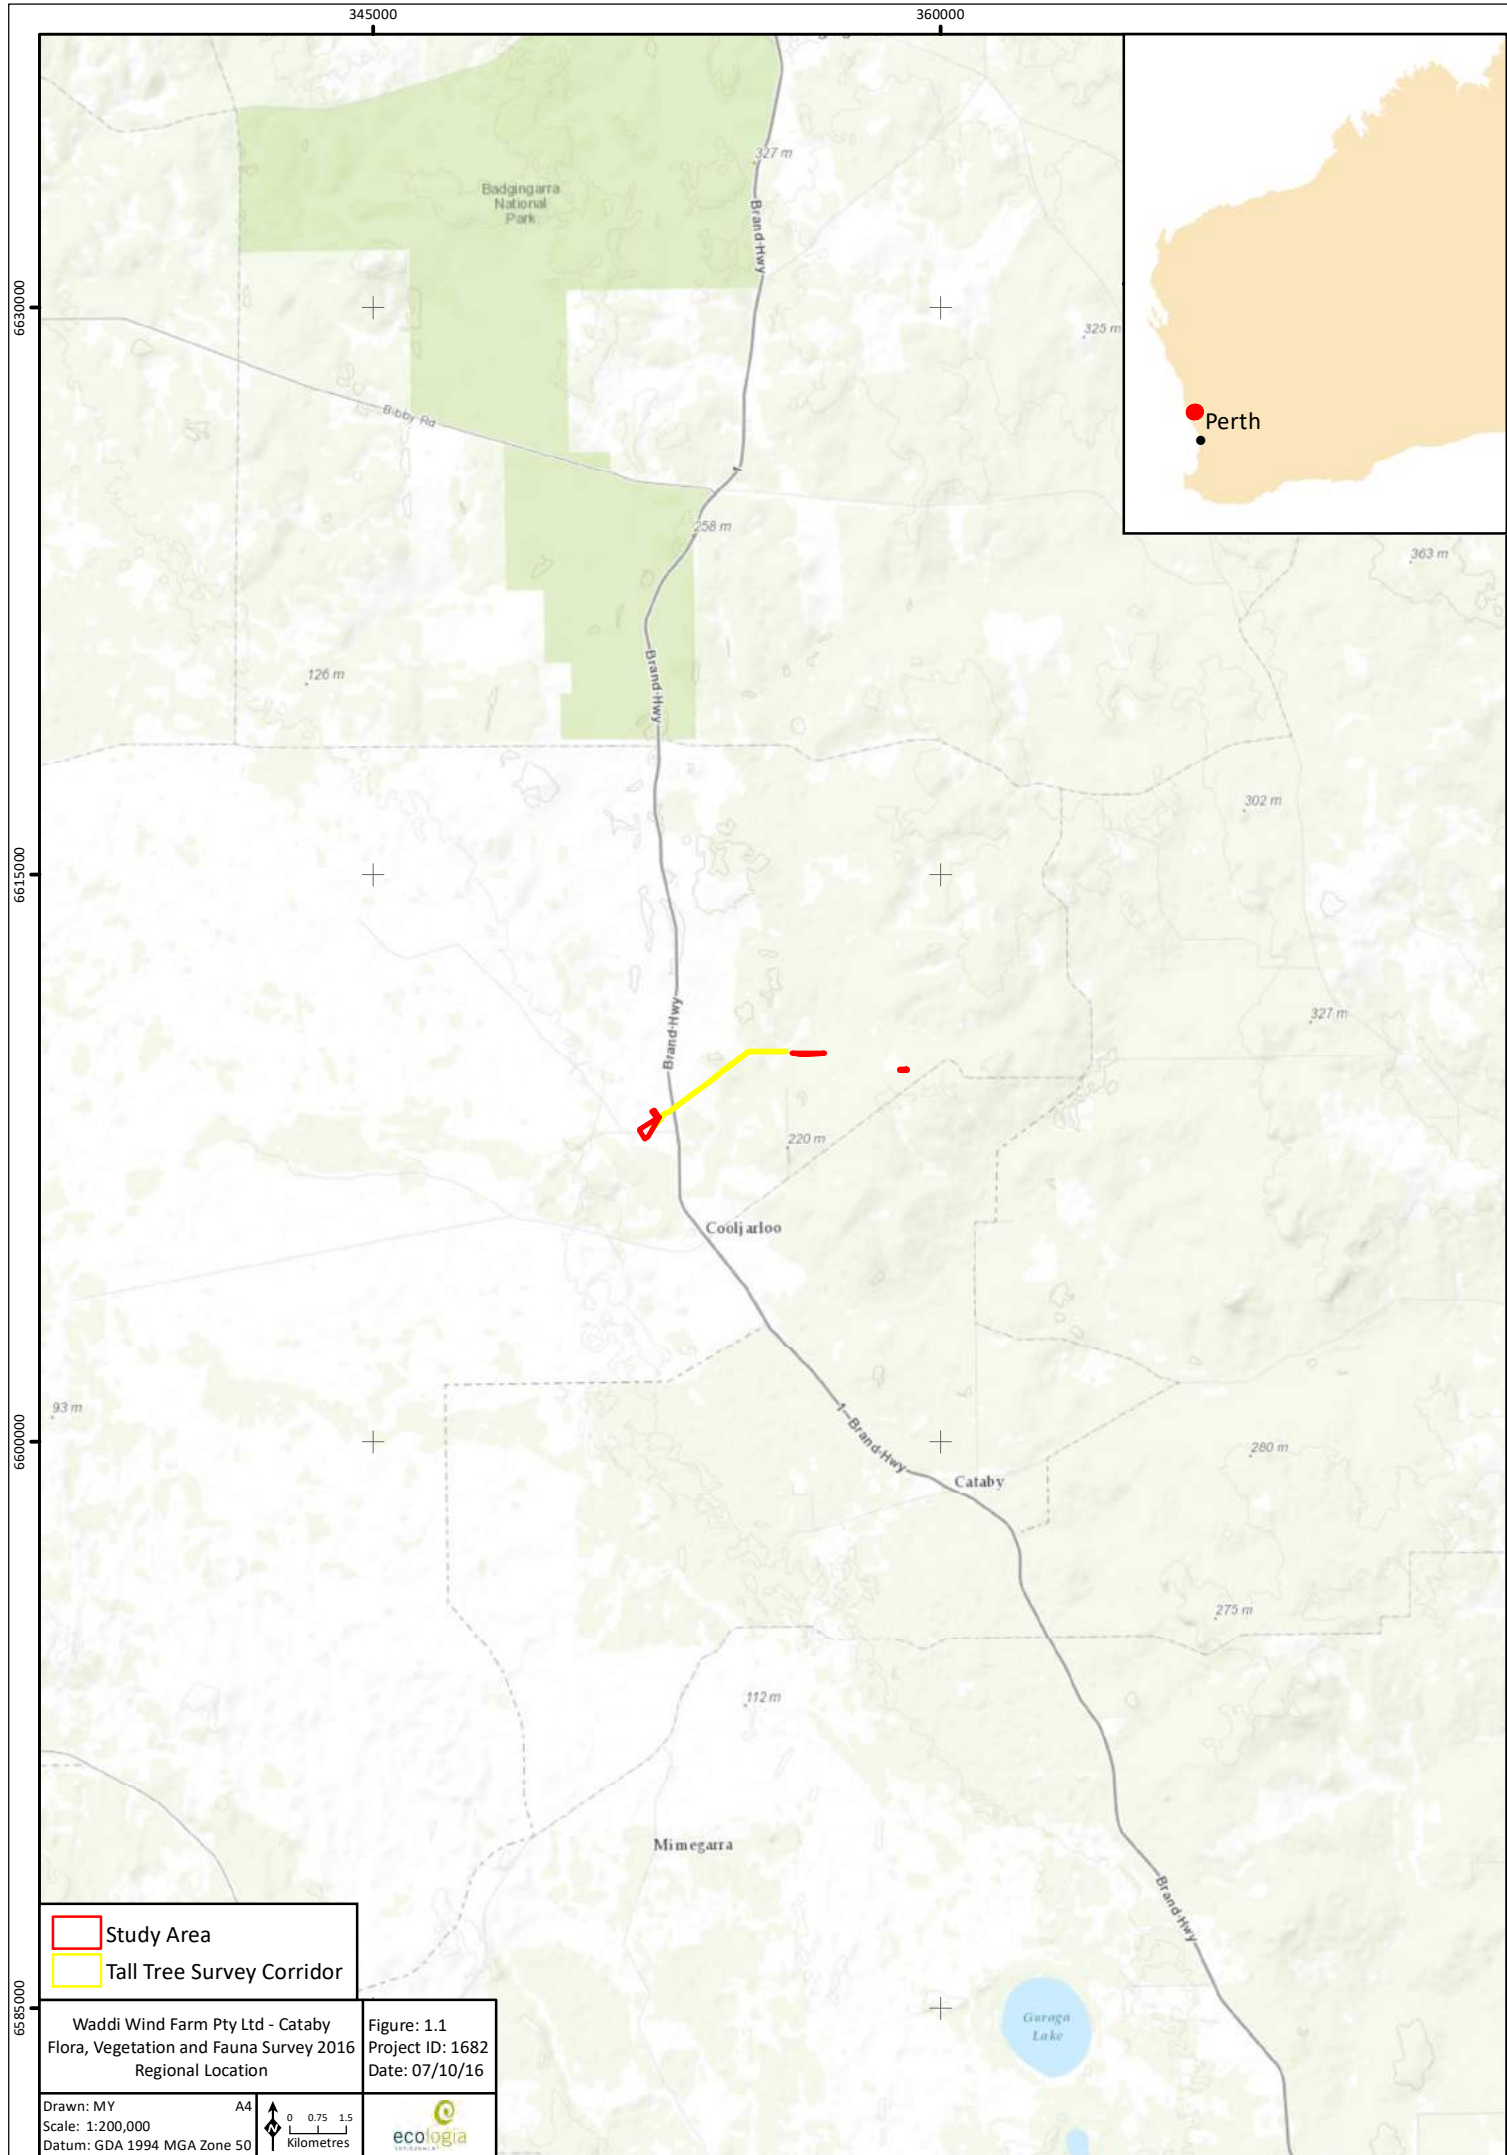 345000
360000
6630000
6615000
6600000
6585000
Badgingarra
National
Park
327 m
Brand-Hwy
325 m
Bibby Rd
258 m
363 m
Brand-Hwy
126 m
302 m
327 m
Brand-Hwy
220 m
Cooljarloo
93 m
1
Brand-Hwy
280 m
Cataby
275 m
112 m
Mimegarra
Brand-Hwy
Guraga
Lake
Perth
Study Area
Tall Tree Survey Corridor
Waddi Wind Farm Pty Ltd - Cataby
Flora, Vegetation and Fauna Survey 2016
Regional Location
Figure: 1.1
Project ID: 1682
Date: 07/10/16
Drawn: MY A4
Scale: 1:200,000
Datum: GDA 1994 MGA Zone 50
N
0 0.75 1.5
Kilometres
ecologia